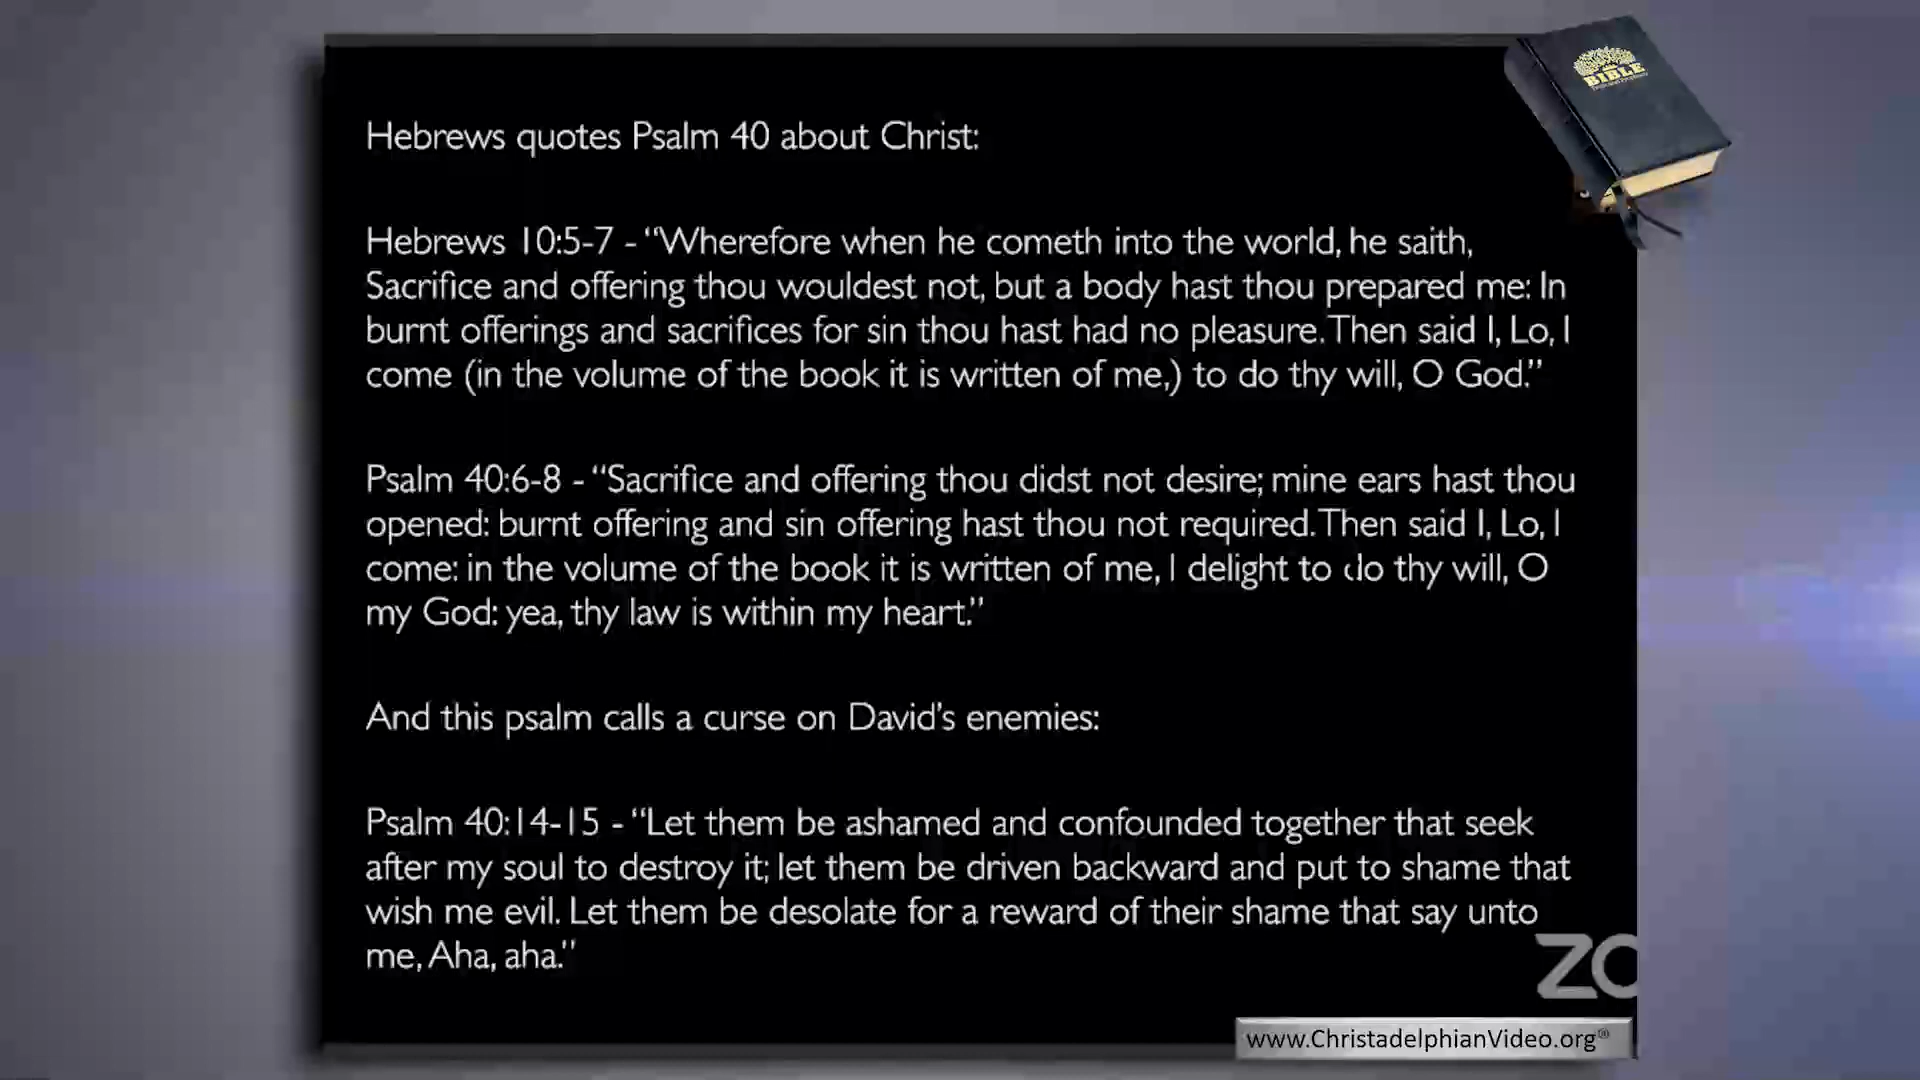 BIBLE
Hebrews quotes Psalm 40 about Christ:
Hebrews 10:5-7 - “Wherefore when he cometh into the world, he saith,
Sacrifice and offering thou wouldest not, but a body hast thou prepared me: In
burnt offerings and sacrifices for sin thou hast had no pleasure. Then said I, Lo, I
come (in the volume of the book it is written of me,) to do thy will, O God.”
Psalm 40:6-8 - “Sacrifice and offering thou didst not desire; mine ears hast thou
opened: burnt offering and sin offering hast thou not required. Then said I, Lo, I
come: in the volume of the book it is written of me, I delight to do thy will, O
my God: yea, thy law is within my heart.”
And this psalm calls a curse on David’s enemies:
Psalm 40:14-15 - “Let them be ashamed and confounded together that seek
after my soul to destroy it; let them be driven backward and put to shame that
wish me evil. Let them be desolate for a reward of their shame that say unto
me, Aha, aha.”
ZO
www.ChristadelphianVideo.org®